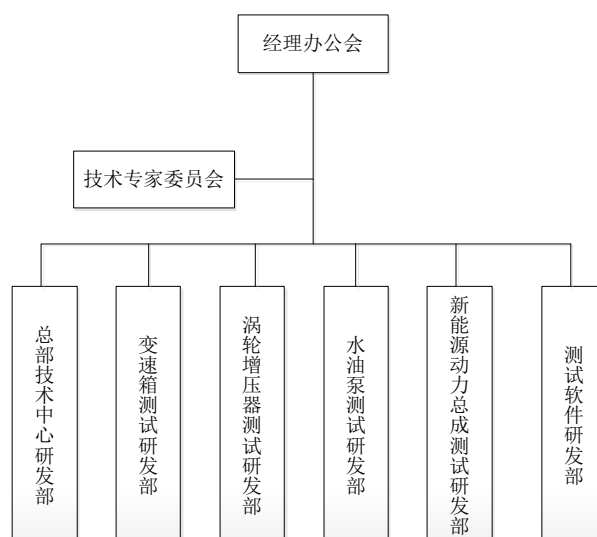 经理办公会
技术专家委员会
总部技术中心研发部
变速箱测试研发部
涡轮增压器测试研发部
水油泵测试研发部
新能源动力总成测试研发部
测试软件研发部